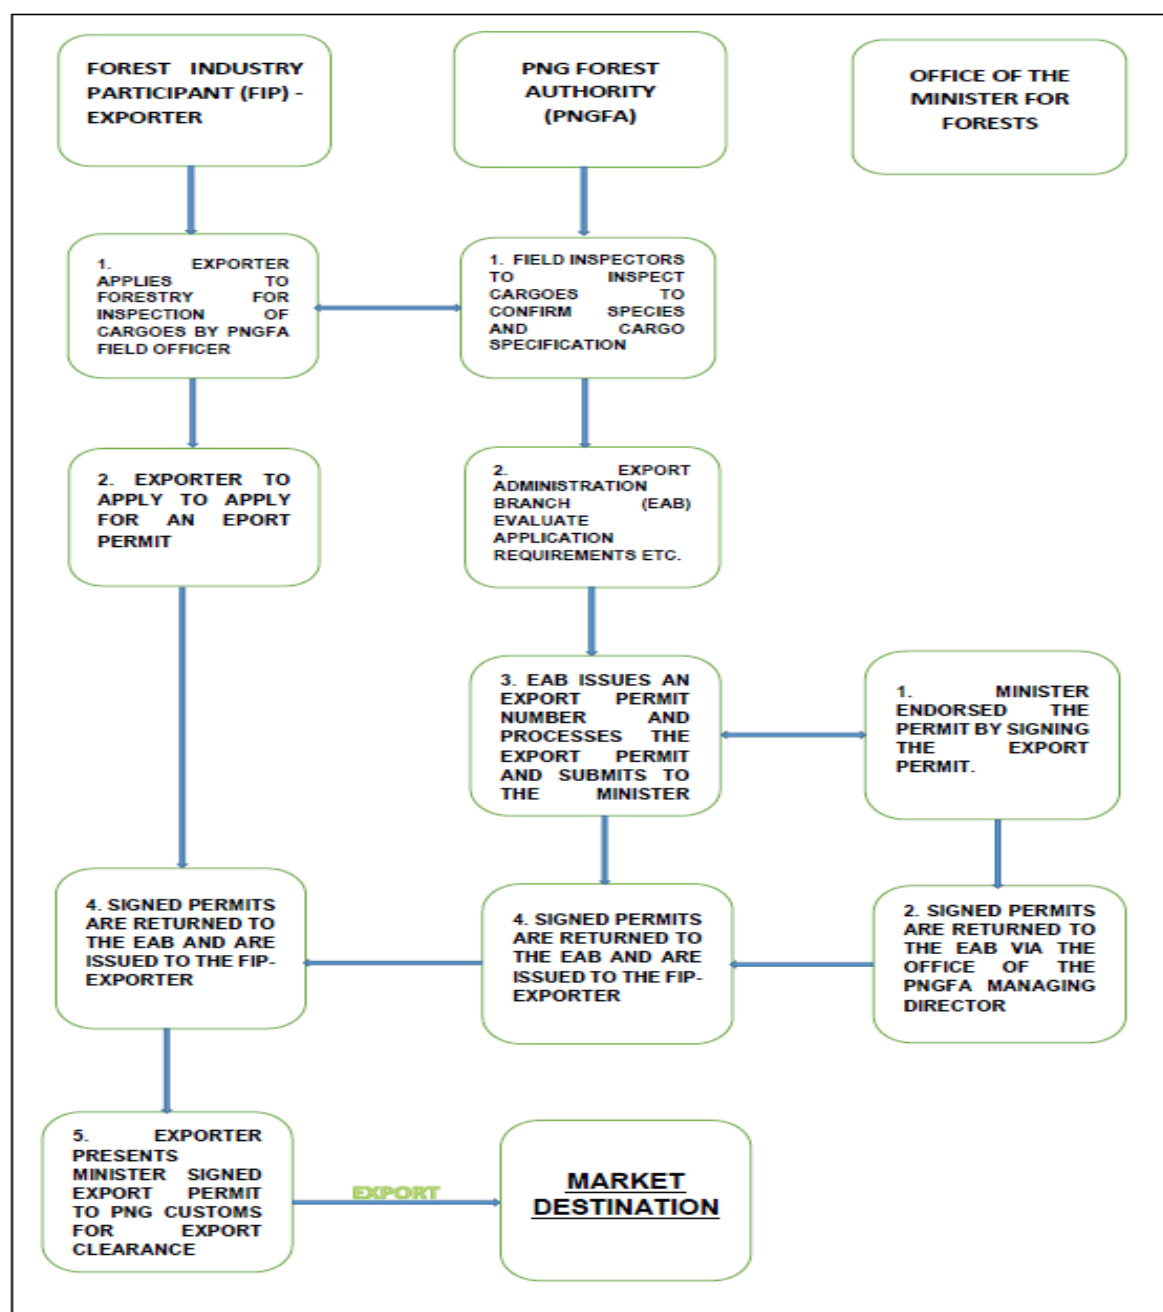 FOREST INDUSTRY
PARTICIPANT (FIP) -
EXPORTER
PNG FOREST
AUTHORITY
(PNGFA)
OFFICE OF THE
MINISTER FOR
FORESTS
1. EXPORTER
APPLIES TO
FORESTRY FOR
INSPECTION OF
CARGOES BY PNGFA
FIELD OFFICER
1. FIELD INSPECTORS
TO INSPECT
CARGOES TO
CONFIRM SPECIES
AND CARGO
SPECIFICATION
2. EXPORTER TO
APPLY TO APPLY
FOR AN EPORT
PERMIT
2. EXPORT
ADMINISTRATION
BRANCH (EAB)
EVALUATE
APPLICATION
REQUIREMENTS ETC.
3. EAB ISSUES AN
EXPORT PERMIT
NUMBER AND
PROCESSES THE
EXPORT PERMIT
AND SUBMITS TO
THE MINISTER
1. MINISTER
ENDORSED THE
PERMIT BY SIGNING
THE EXPORT
PERMIT.
4. SIGNED PERMITS
ARE RETURNED TO
THE EAB AND ARE
ISSUED TO THE FIP-
EXPORTER
4. SIGNED PERMITS
ARE RETURNED TO
THE EAB AND ARE
ISSUED TO THE FIP-
EXPORTER
2. SIGNED PERMITS
ARE RETURNED TO
THE EAB VIA THE
OFFICE OF THE
PNGFA MANAGING
DIRECTOR
5. EXPORTER
PRESENTS
MINISTER SIGNED
EXPORT PERMIT
TO PNG CUSTOMS
FOR EXPORT
CLEARANCE
EXPORT
MARKET
DESTINATION